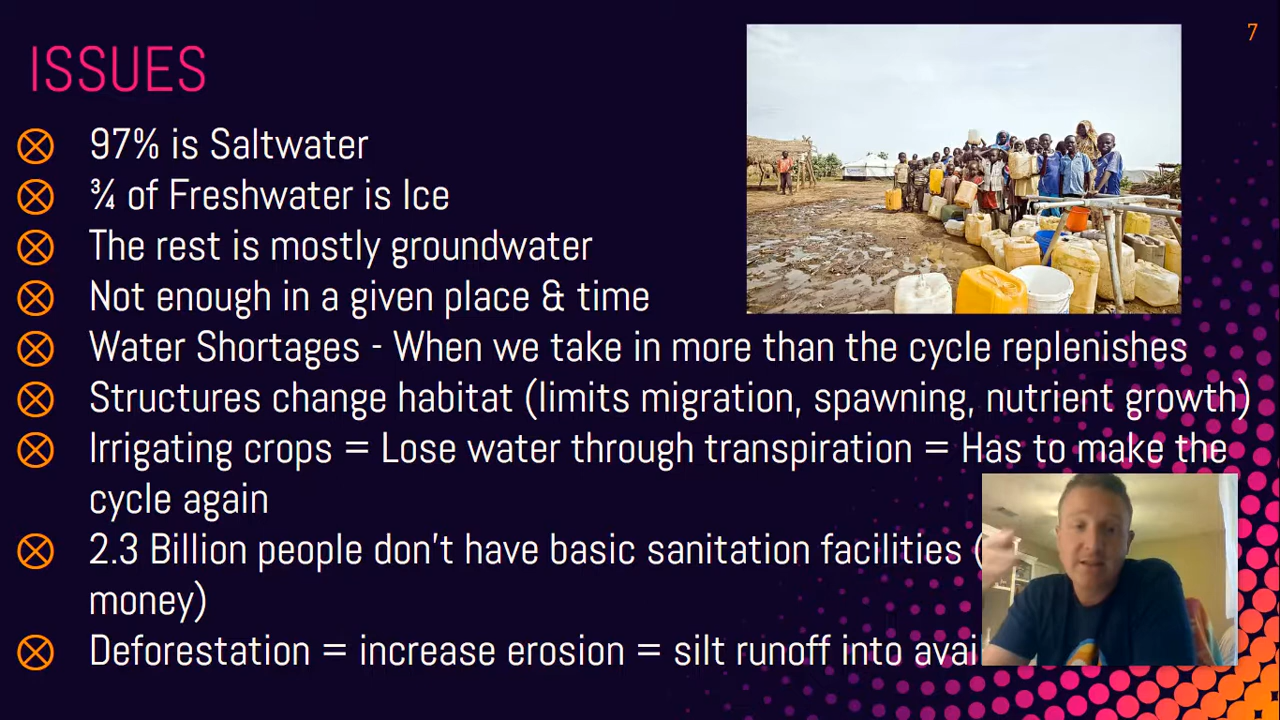 7
ISSUES
97% is Saltwater
¾ of Freshwater is Ice
The rest is mostly groundwater
Not enough in a given place & time
Water Shortages - When we take in more than the cycle replenishes
Structures change habitat (limits migration, spawning, nutrient growth)
Irrigating crops = Lose water through transpiration = Has to make the
cycle again
2.3 Billion people don't have basic sanitation facilities (
money)
Deforestation = increase erosion = silt runoff into